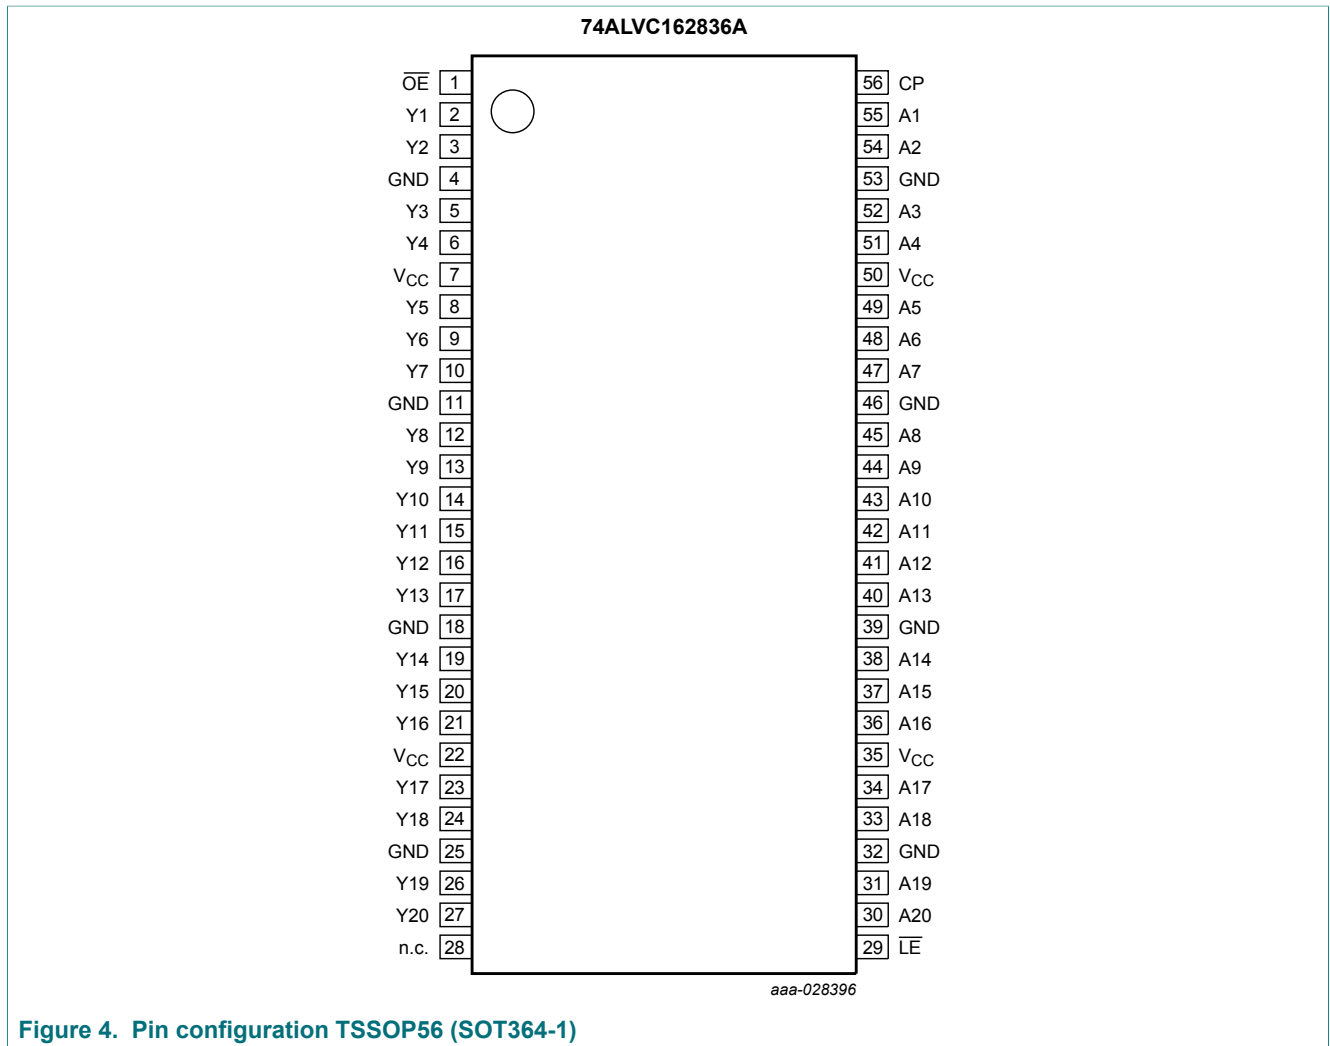 74ALVC162836A
OE 1 56 CP
Y1 2 55 A1
Y2 3 54 A2
GND 4 53 GND
Y3 5 52 A3
Y4 6 51 A4
VCC 7 50 VCC
Y5 8 49 A5
Y6 9 48 A6
Y7 10 47 A7
GND 11 46 GND
Y8 12 45 A8
Y9 13 44 A9
Y10 14 43 A10
Y11 15 42 A11
Y12 16 41 A12
Y13 17 40 A13
GND 18 39 GND
Y14 19 38 A14
Y15 20 37 A15
Y16 21 36 A16
VCC 22 35 VCC
Y17 23 34 A17
Y18 24 33 A18
GND 25 32 GND
Y19 26 31 A19
Y20 27 30 A20
n.c. 28 29 LE
aaa-028396
Figure 4. Pin configuration TSSOP56 (SOT364-1)